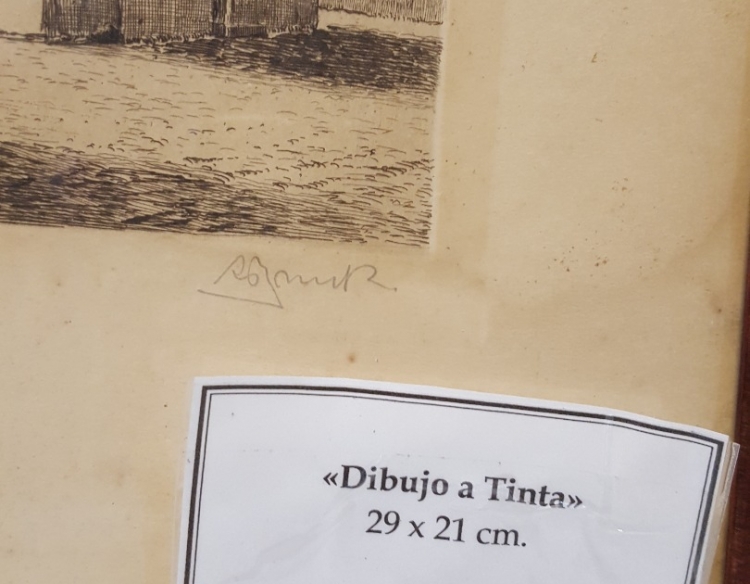 «Dibujo a Tinta»
29 x 21 cm.